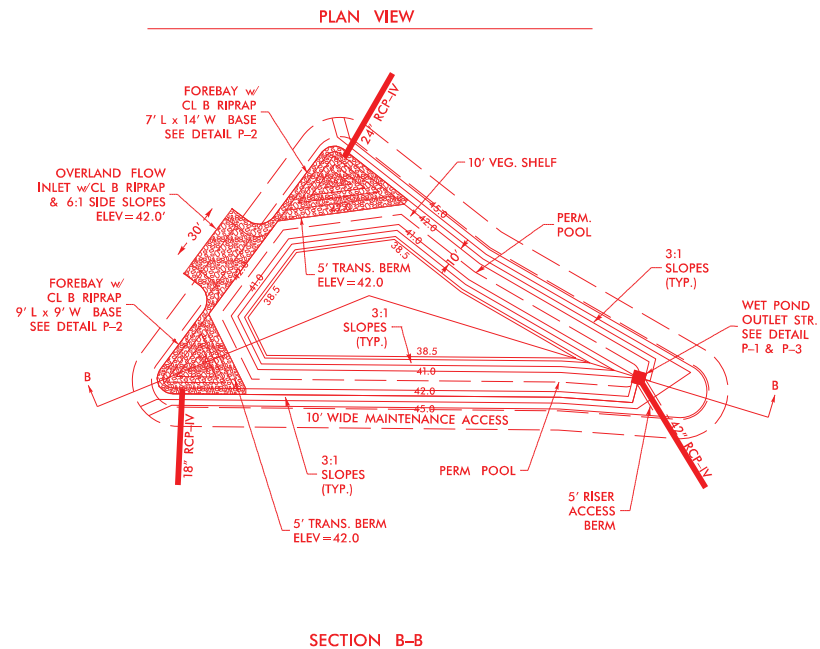 PLAN VIEW
FOREBAY w/
CL B RIPRAP
7' L x 14' W BASE
SEE DETAIL P–2
24" RCP–IV
OVERLAND FLOW
INLET w/CL B RIPRAP
& 6:1 SIDE SLOPES
ELEV=42.0'
30'
10' VEG. SHELF
PERM.
POOL
3:1
SLOPES
(TYP.)
45.0
42.0
41.0
38.5
10'
42.0
42.0
41.0
38.5
5' TRANS. BERM
ELEV=42.0
FOREBAY w/
CL B RIPRAP
9' L x 9' W BASE
SEE DETAIL P–2
3:1
SLOPES
(TYP.)
WET POND
OUTLET STR.
SEE DETAIL
P–1 & P–3
38.5
41.0
42.0
45.0
B
B
10' WIDE MAINTENANCE ACCESS
18" RCP–IV
42" RCP–IV
3:1
SLOPES
(TYP.)
PERM POOL
5' RISER
ACCESS
BERM
5' TRANS. BERM
ELEV=42.0
SECTION B–B